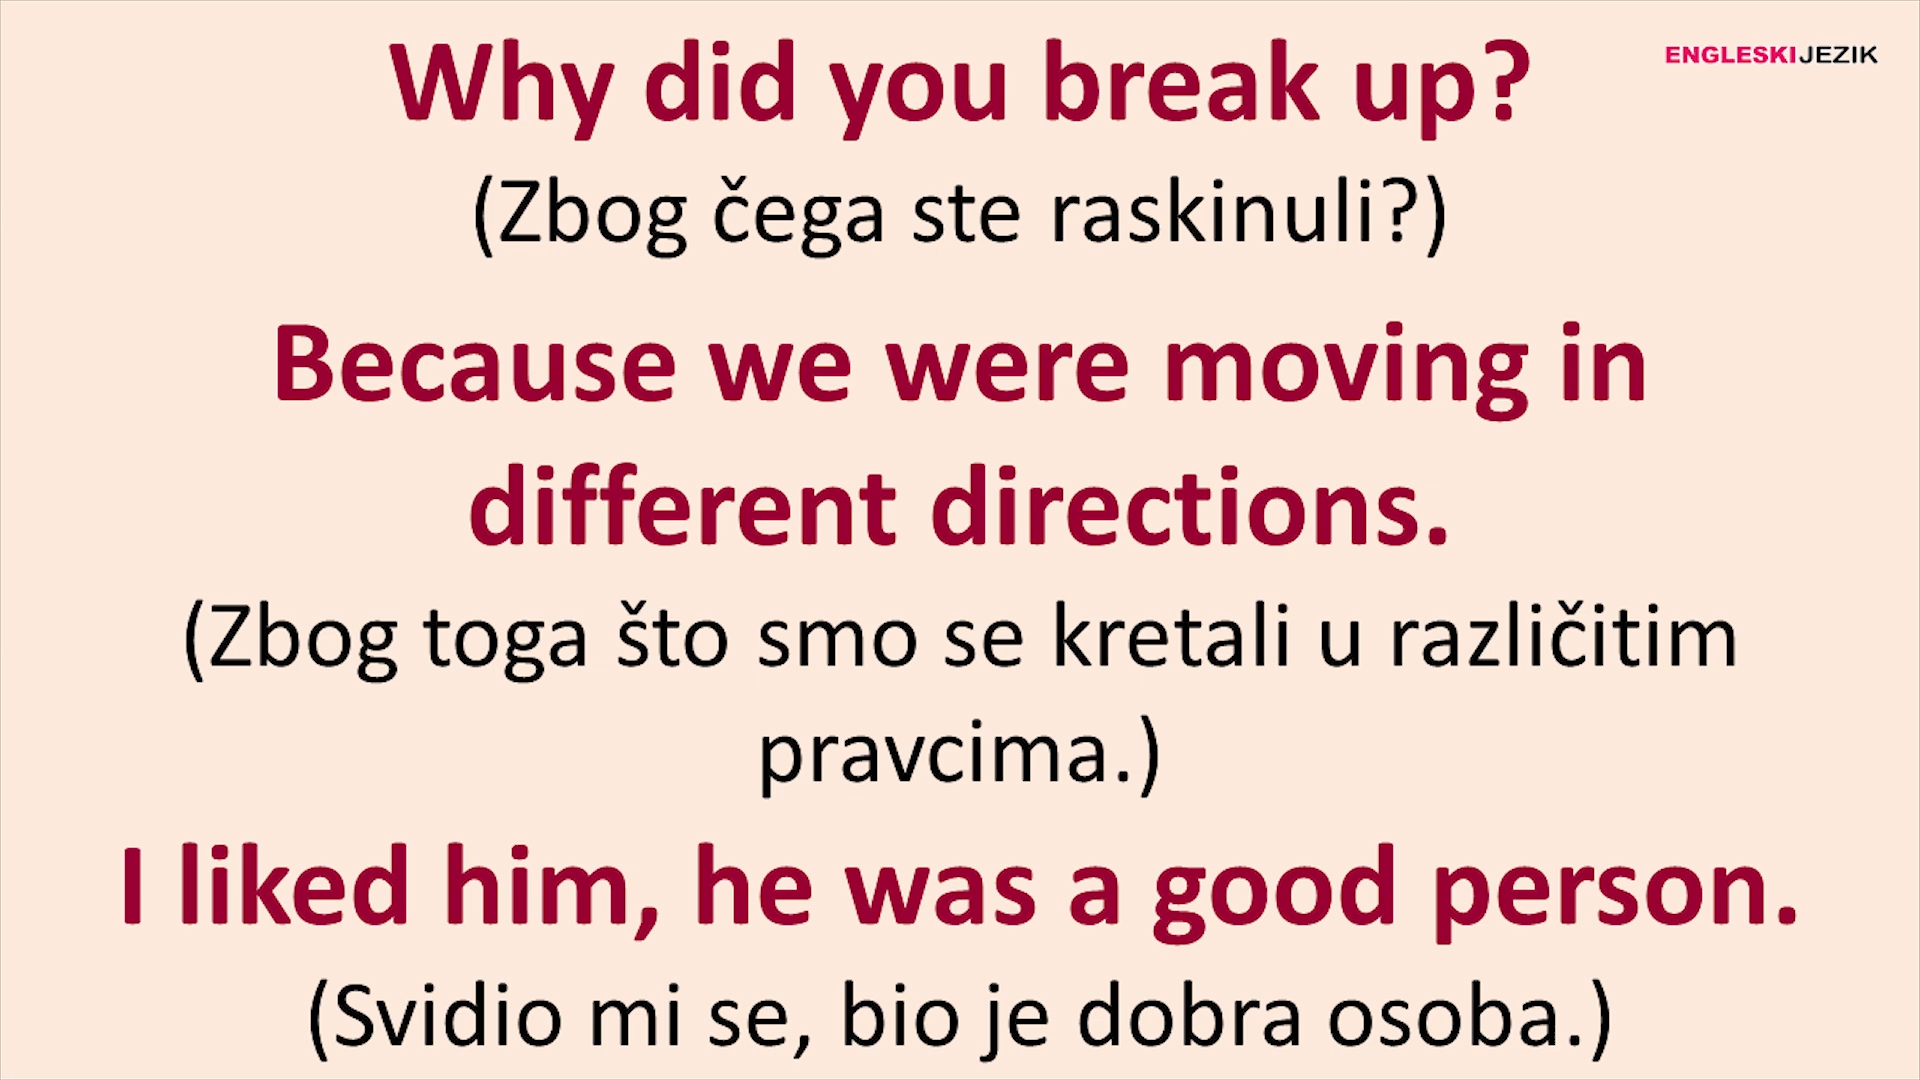 ENGLESKIJEZIK
Why did you break up?
(Zbog čega ste raskinuli?)
Because we were moving in
different directions.
(Zbog toga što smo se kretali u različitim
pravcima.)
I liked him, he was a good person.
(Svidio mi se, bio je dobra osoba.)